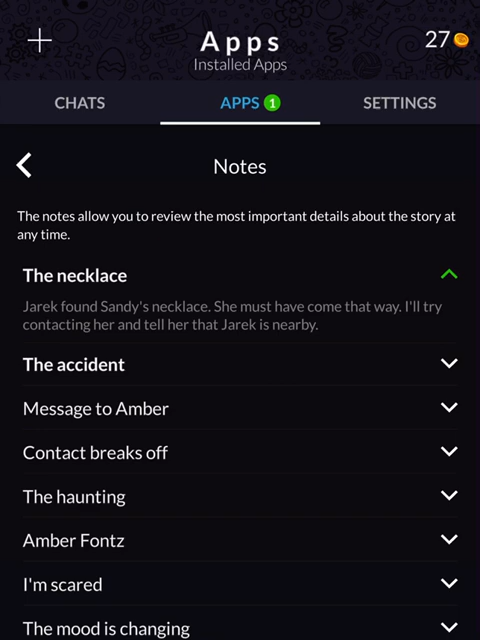 Apps
27
Installed Apps
CHATS
APPS 1
SETTINGS
Notes
The notes allow you to review the most important details about the story at
any time.
The necklace
Jarek found Sandy's necklace. She must have come that way. I'll try
contacting her and tell her that Jarek is nearby.
The accident
Message to Amber
Contact breaks off
The haunting
Amber Fontz
I'm scared
The mood is changing